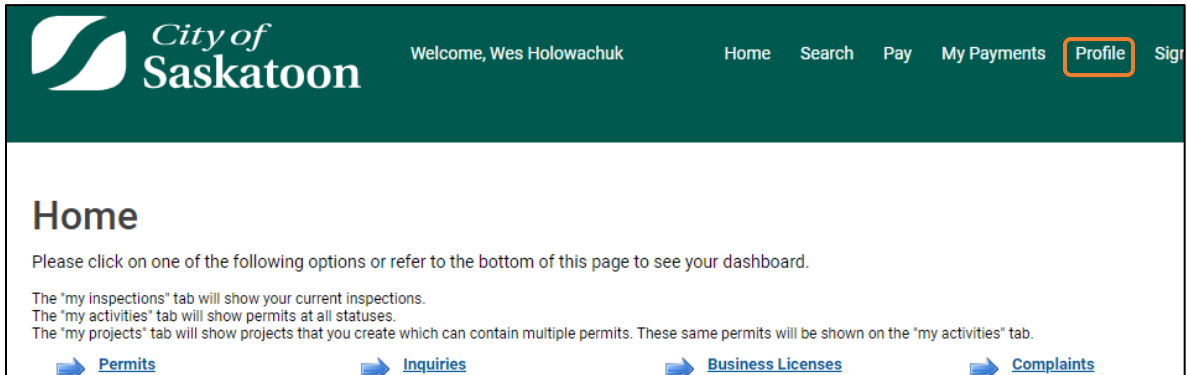 City of
Saskatoon
Welcome, Wes Holowachuk Home Search Pay My Payments Profile Sign
Home
Please click on one of the following options or refer to the bottom of this page to see your dashboard.
The "my inspections" tab will show your current inspections.
The "my activities" tab will show permits at all statuses.
The "my projects" tab will show projects that you create which can contain multiple permits. These same permits will be shown on the "my activities" tab.
Permits Inquiries Business Licenses Complaints